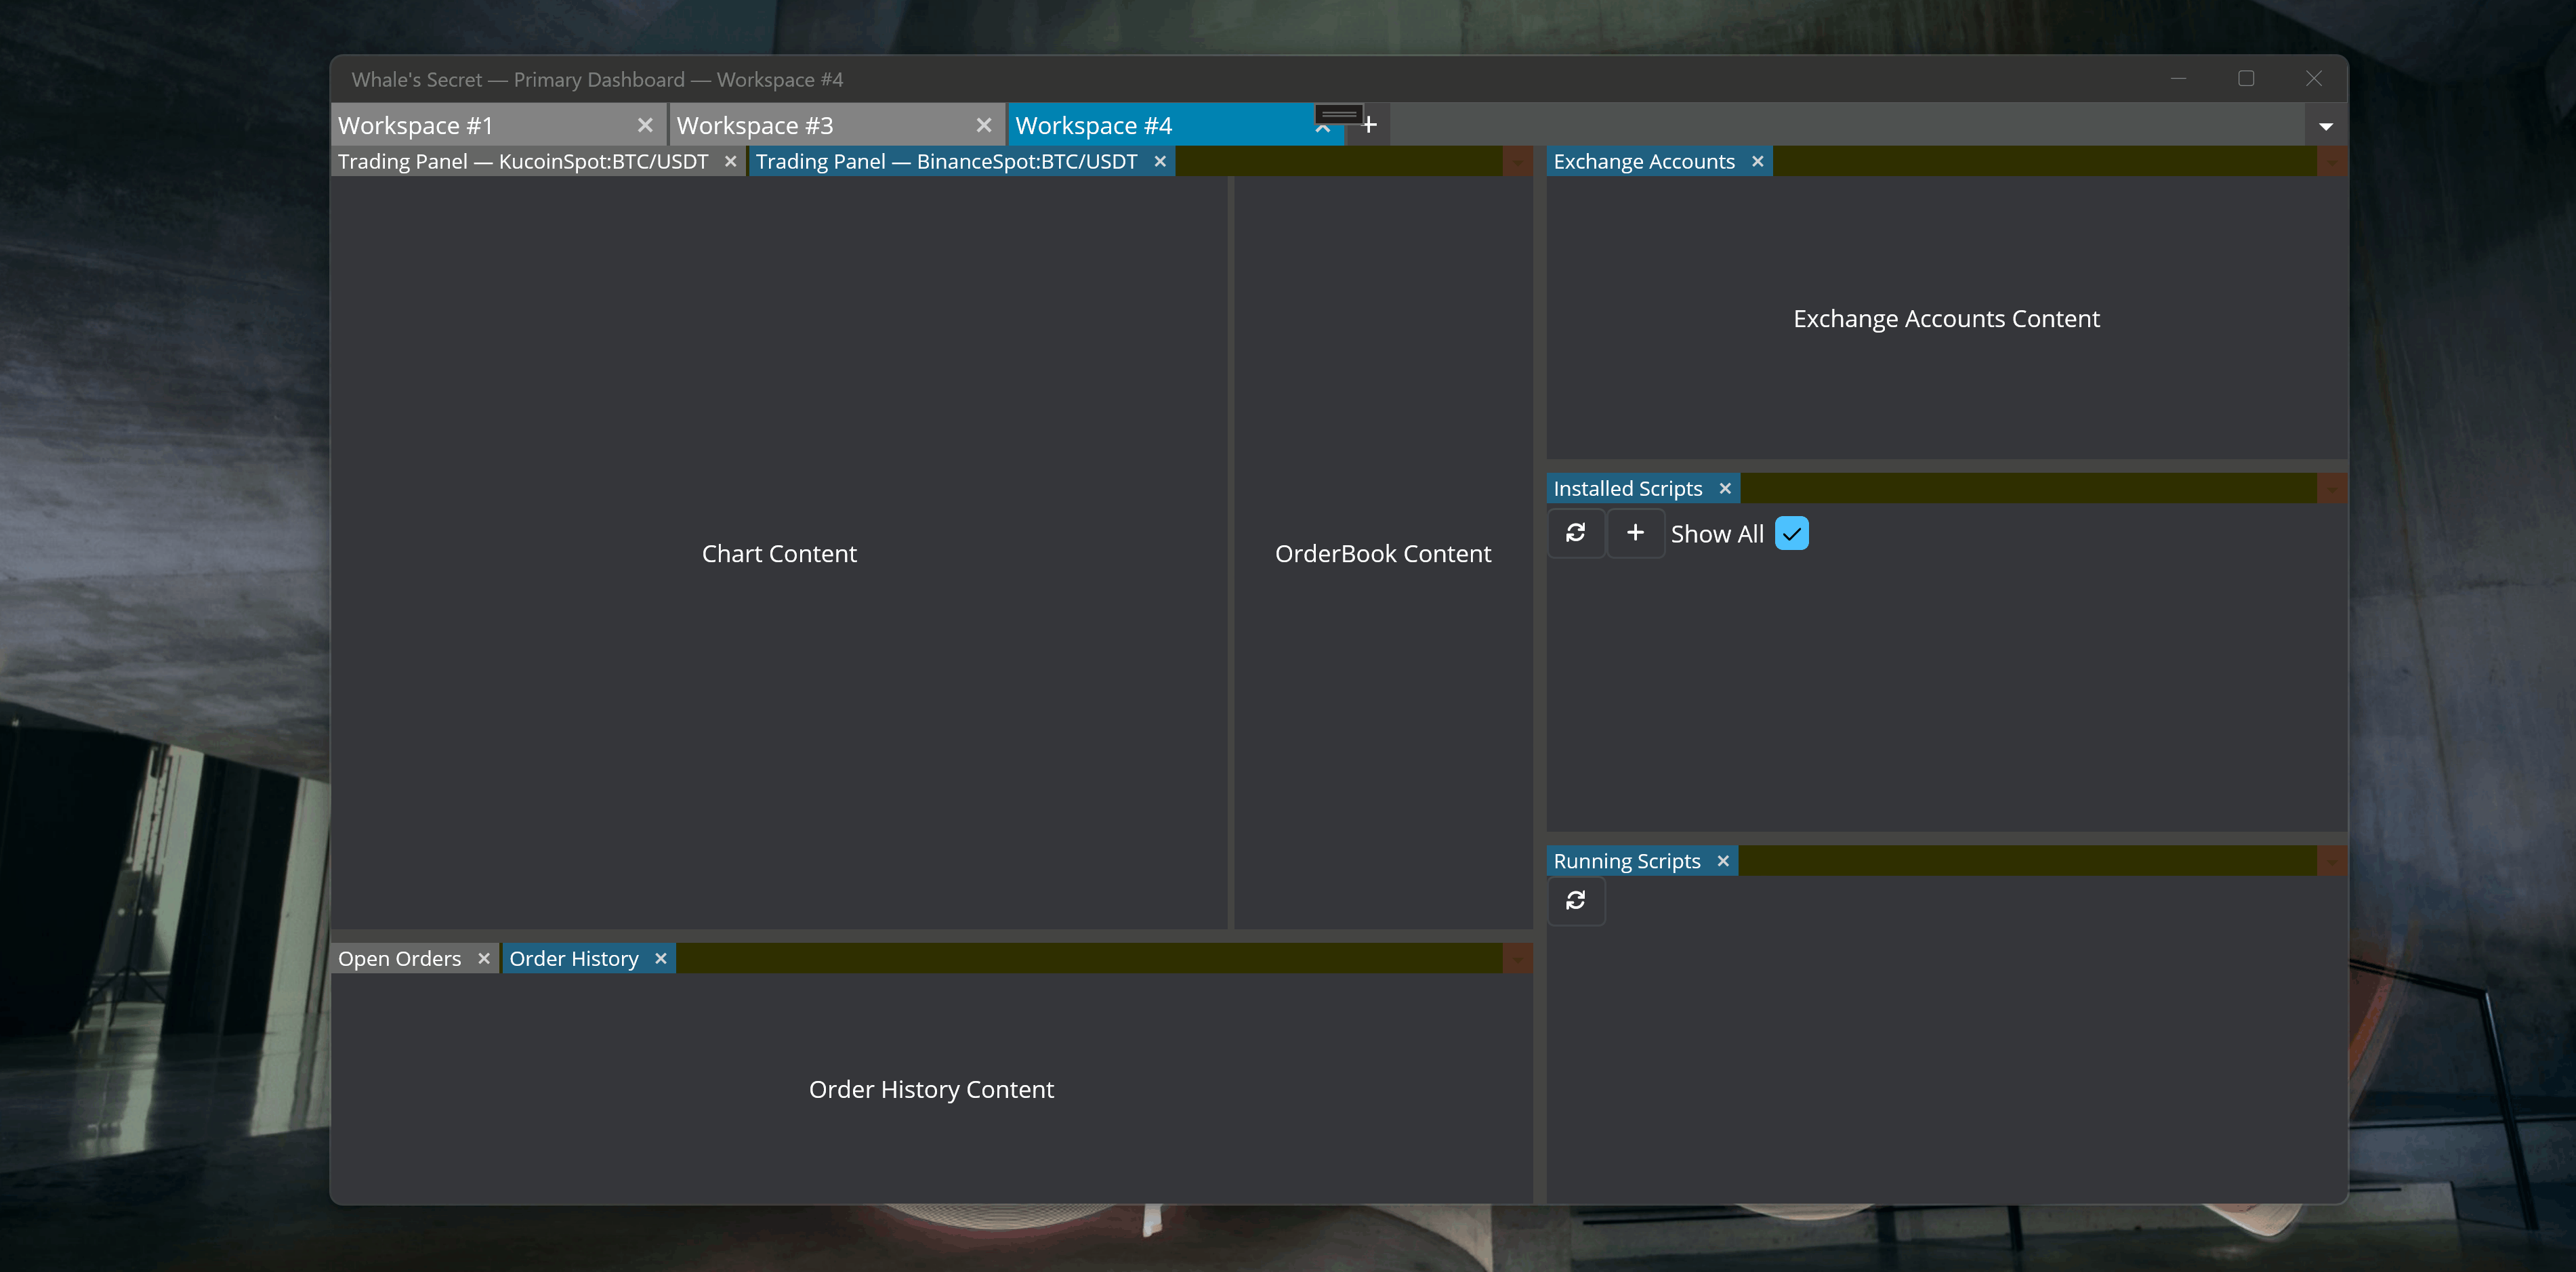 Whale's Secret — Primary Dashboard — Workspace #4
Workspace #1
Workspace #3
Workspace #4
Trading Panel — KucoinSpot:BTC/USDT
Trading Panel — BinanceSpot:BTC/USDT
Exchange Accounts
Exchange Accounts Content
Installed Scripts
Show All
Chart Content
OrderBook Content
Running Scripts
Open Orders
Order History
Order History Content